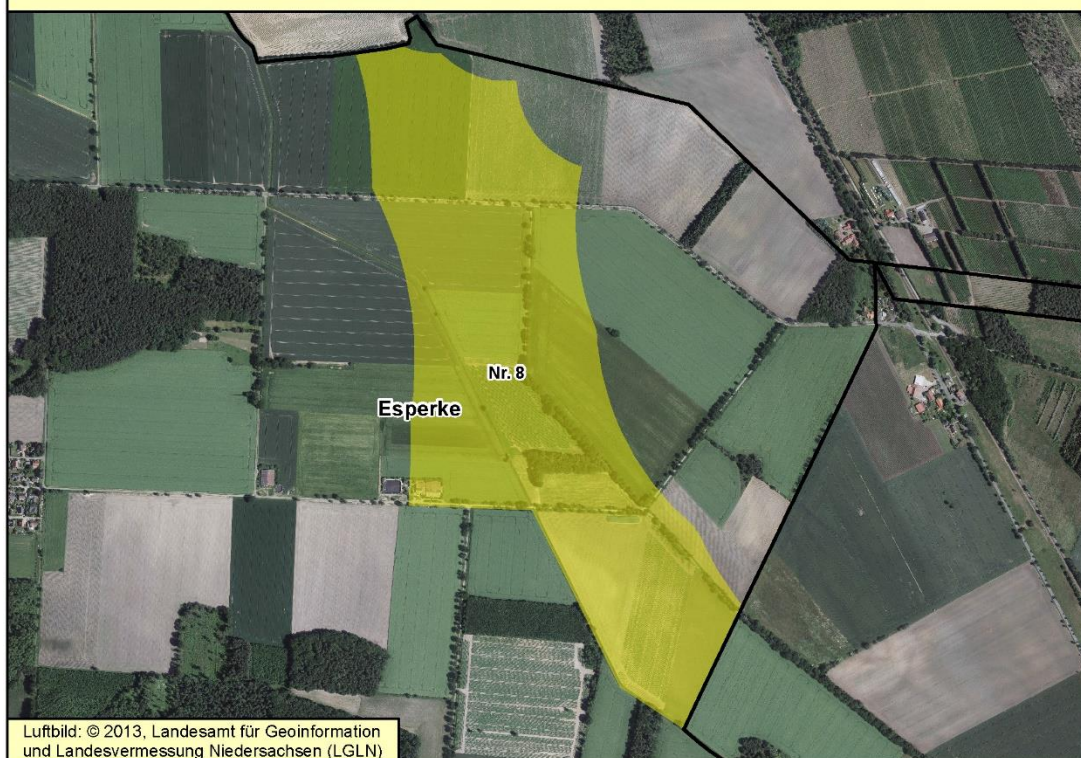 Nr. 8
Esperke
Luftbild: © 2013, Landesamt für Geoinformation
und Landesvermessung Niedersachsen (LGLN)